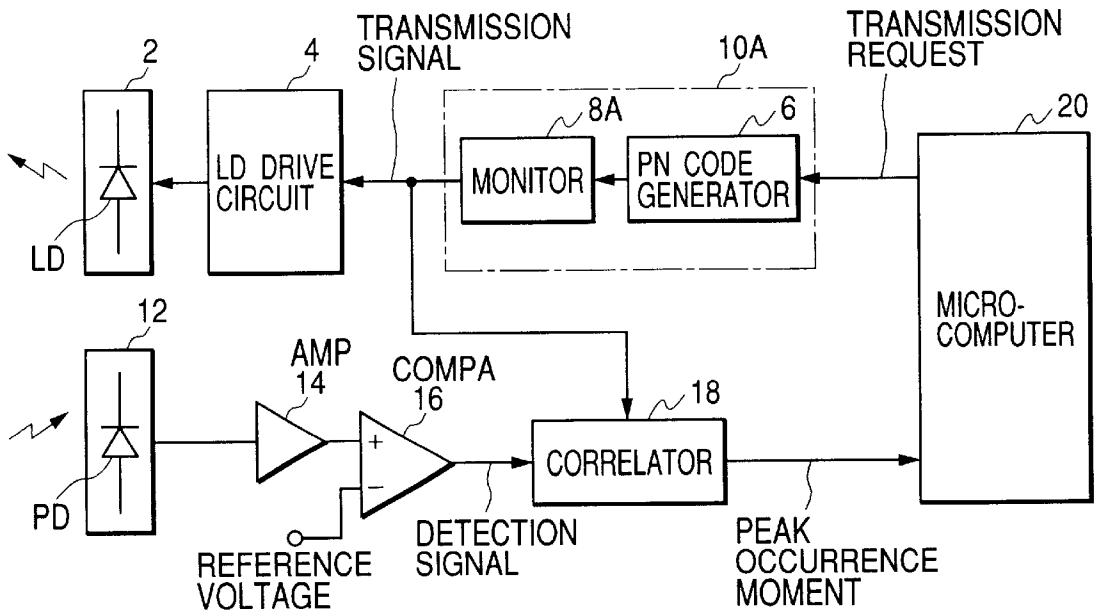 TRANSMISSION
SIGNAL
TRANSMISSION
REQUEST
2
4
10A
8A
6
20
LD DRIVE
CIRCUIT
MONITOR
PN CODE
GENERATOR
LD
MICRO-
COMPUTER
12
AMP
14
COMPA
16
18
+
−
CORRELATOR
PD
REFERENCE
VOLTAGE
DETECTION
SIGNAL
PEAK
OCCURRENCE
MOMENT